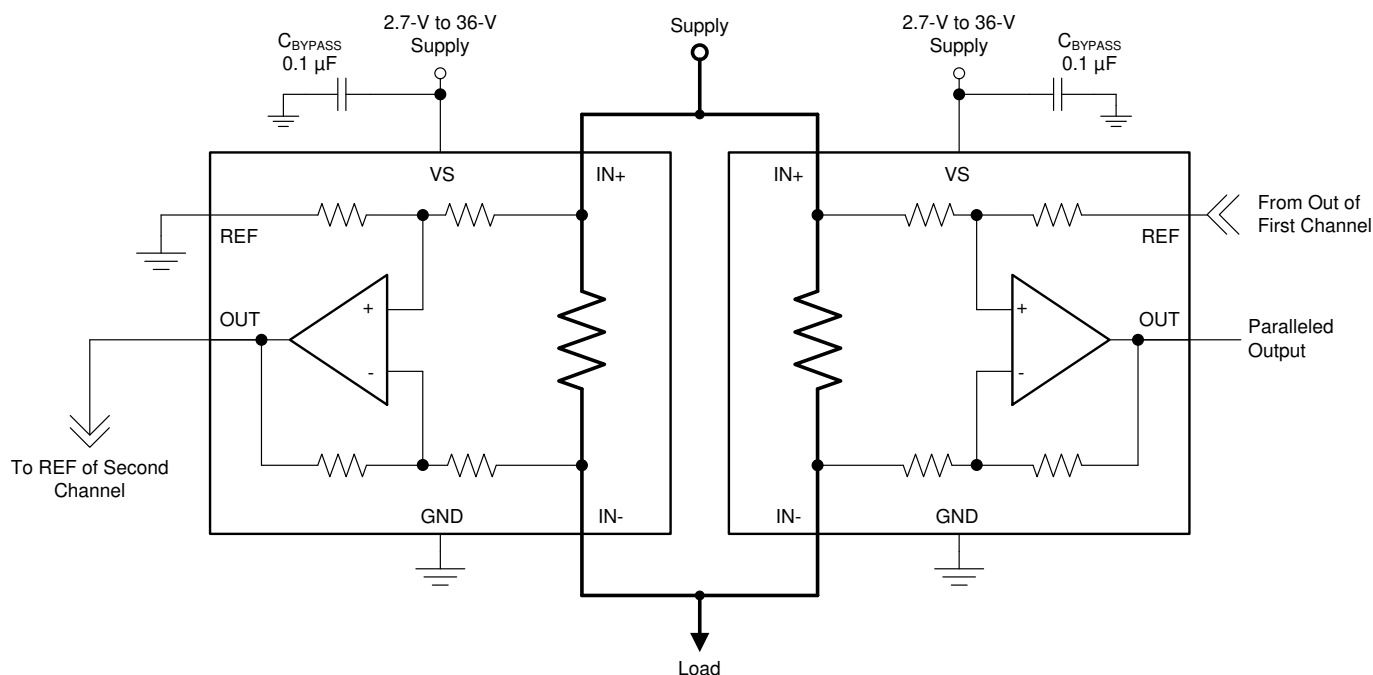 2.7-V to 36-V
Supply
CBYPASS
0.1 µF
Supply
2.7-V to 36-V
Supply
CBYPASS
0.1 µF
VS
IN+
REF
+
OUT
-
GND
IN-
To REF of Second
Channel
IN+
VS
REF
From Out of
First Channel
+
OUT
-
Paralleled
Output
IN-
GND
Load